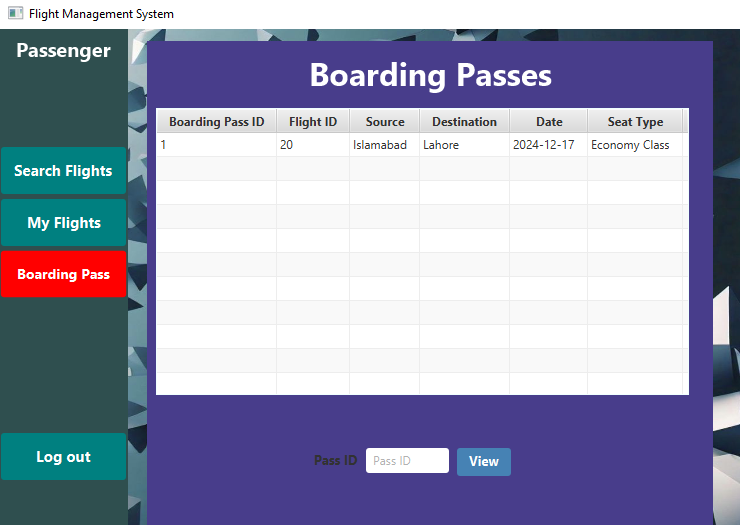 Flight Management System
Passenger
Search Flights
My Flights
Boarding Pass
Log out
Boarding Passes
Boarding Pass ID Flight ID Source Destination Date Seat Type
1 20 Islamabad Lahore 2024-12-17 Economy Class
Pass ID Pass ID View